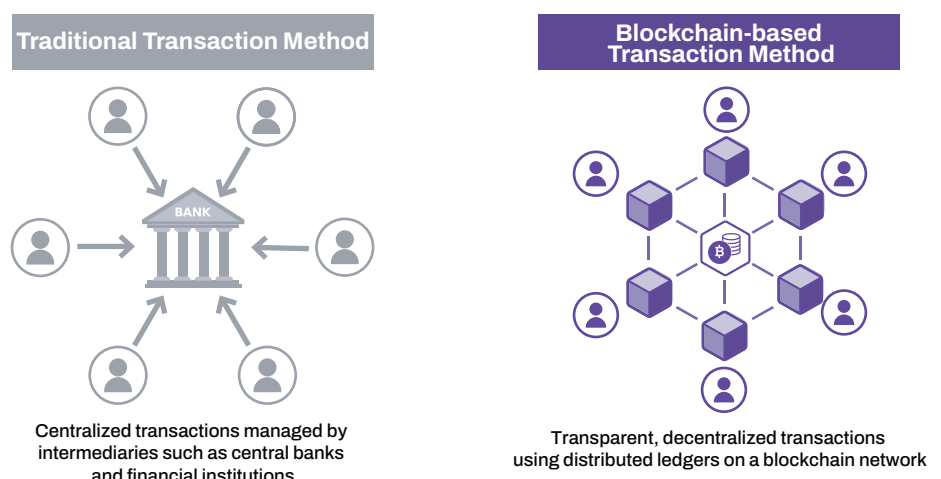 Traditional Transaction Method
Blockchain-based
Transaction Method
BANK
Centralized transactions managed by
intermediaries such as central banks
and financial institutions
Transparent, decentralized transactions
using distributed ledgers on a blockchain network